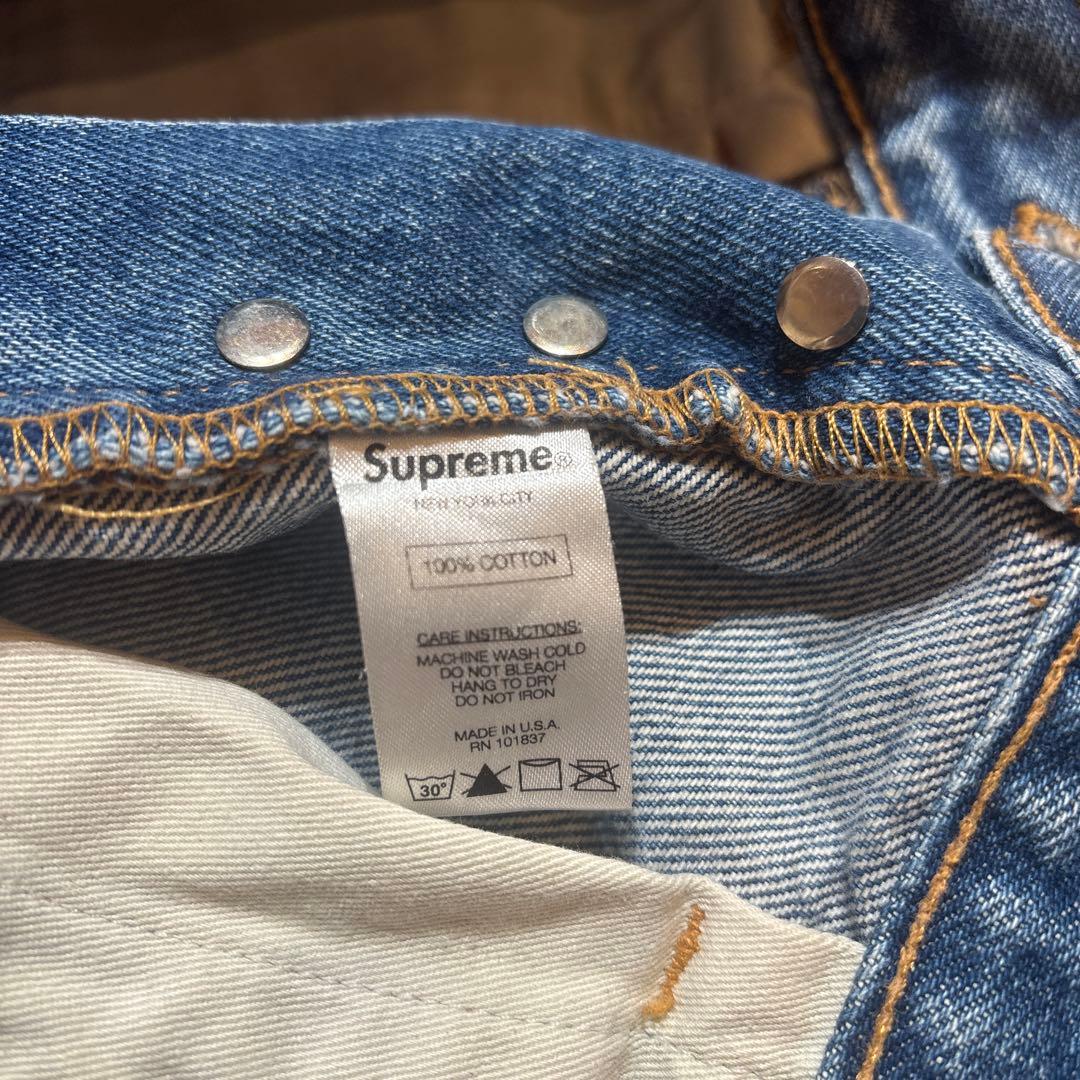 Supreme®
NEW YORK CITY
100% COTTON
CARE INSTRUCTIONS:
MACHINE WASH COLD
DO NOT BLEACH
HANG TO DRY
DO NOT IRON
MADE IN U.S.A.
RN 101837
30°